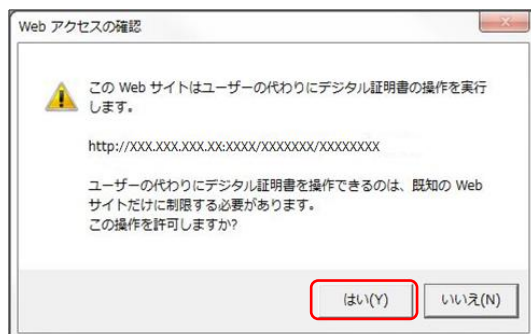 Web アクセスの確認
この Web サイトはユーザーの代わりにデジタル証明書の操作を実行
します。
http://XXX.XXX.XXX.XX:XXXX/XXXXXXX/XXXXXXXX
ユーザーの代わりにデジタル証明書を操作できるのは、既知の Web
サイトだけに制限する必要があります。
この操作を許可しますか?
はい(Y)
いいえ(N)